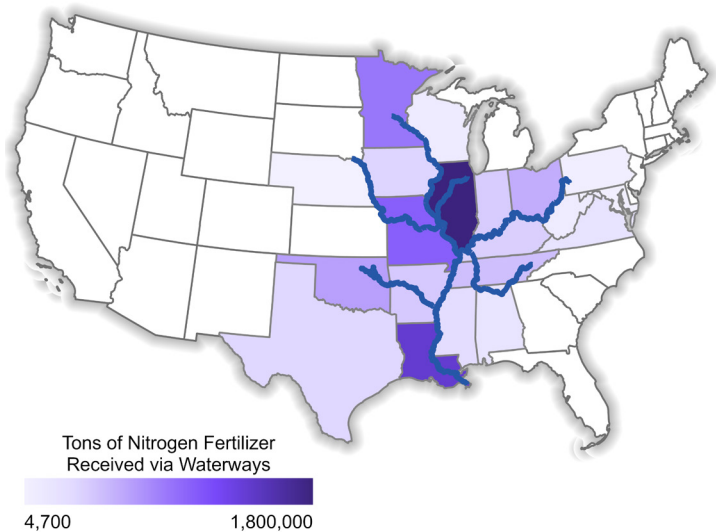 Tons of Nitrogen Fertilizer
Received via Waterways
4,700 1,800,000